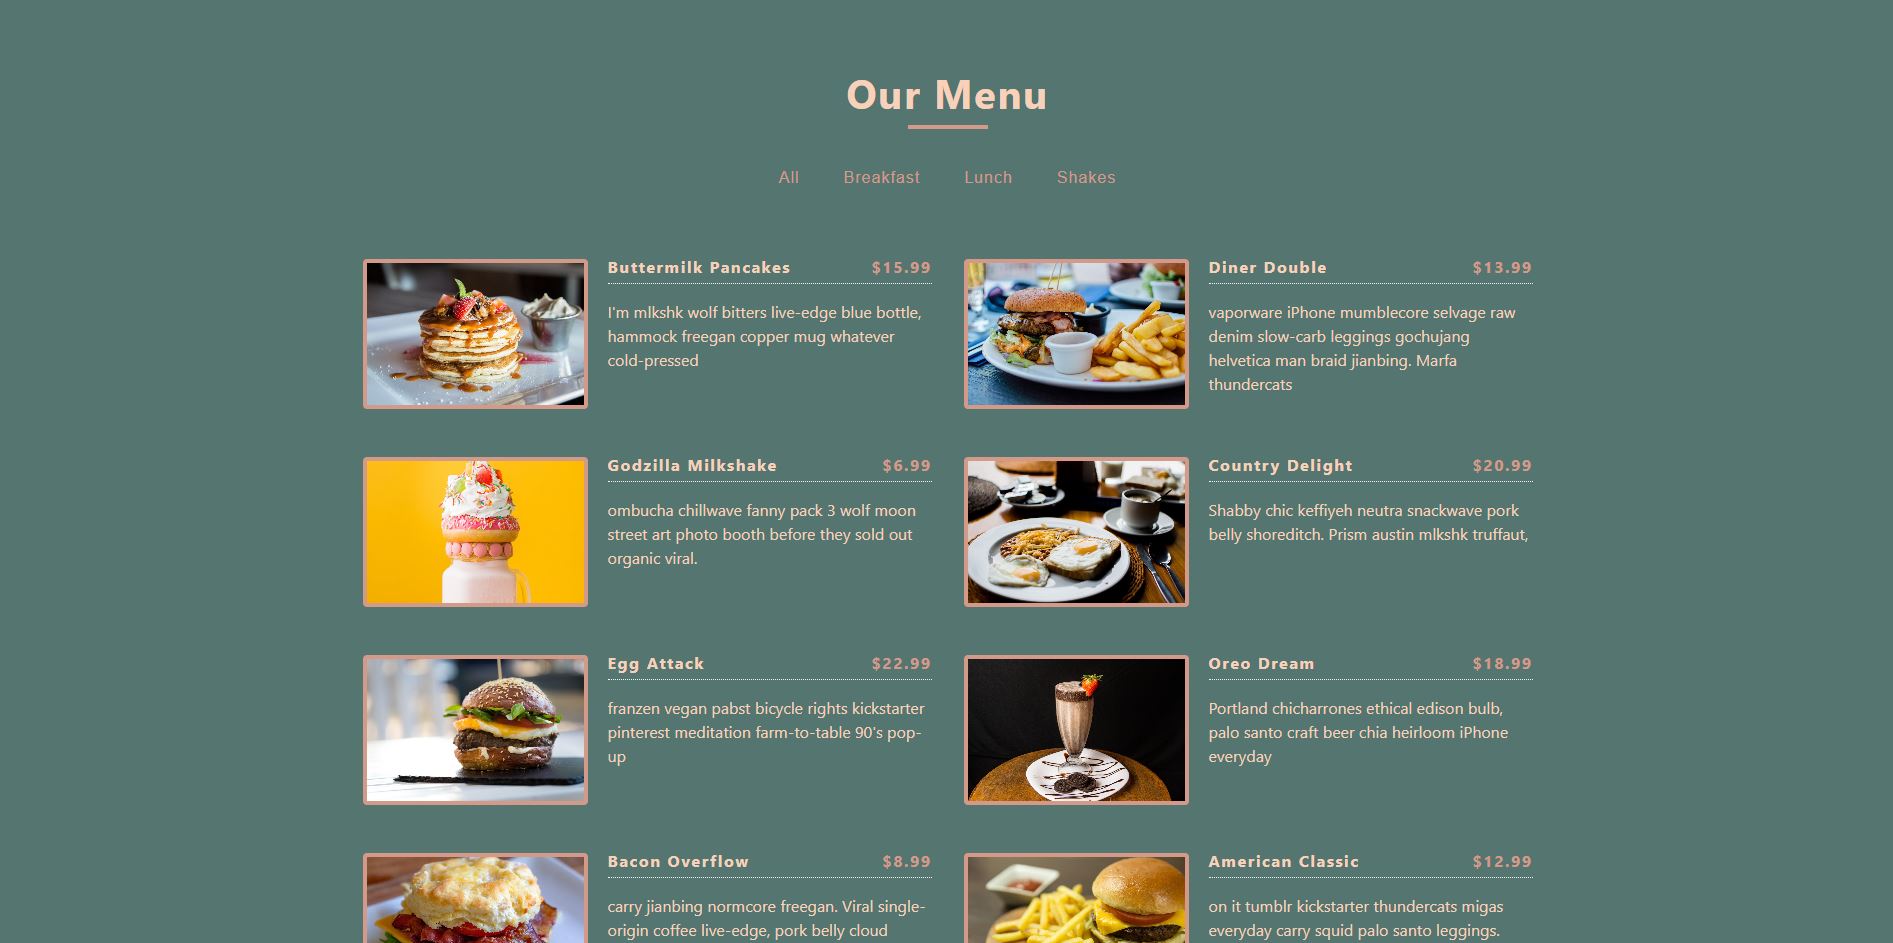 Our Menu
All Breakfast Lunch Shakes
Buttermilk Pancakes $15.99
I'm mlkshk wolf bitters live-edge blue bottle,
hammock freegan copper mug whatever
cold-pressed
Diner Double $13.99
vaporware iPhone mumblecore selvage raw
denim slow-carb leggings gochujang
helvetica man braid jianbing. Marfa
thundercats
Godzilla Milkshake $6.99
ombucha chillwave fanny pack 3 wolf moon
street art photo booth before they sold out
organic viral.
Country Delight $20.99
Shabby chic keffiyeh neutra snackwave pork
belly shoreditch. Prism austin mlkshk truffaut,
Egg Attack $22.99
franzen vegan pabst bicycle rights kickstarter
pinterest meditation farm-to-table 90's pop-
up
Oreo Dream $18.99
Portland chicharrones ethical edison bulb,
palo santo craft beer chia heirloom iPhone
everyday
Bacon Overflow $8.99
carry jianbing normcore freegan. Viral single-
origin coffee live-edge, pork belly cloud
American Classic $12.99
on it tumblr kickstarter thundercats migas
everyday carry squid palo santo leggings.